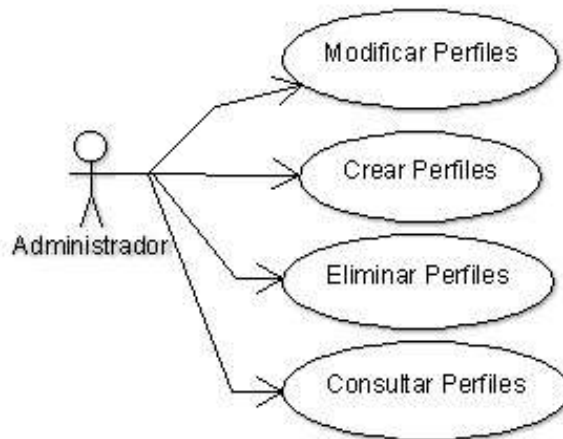 Modificar Perfiles
Crear Perfiles
Administrador
Eliminar Perfiles
Consultar Perfiles